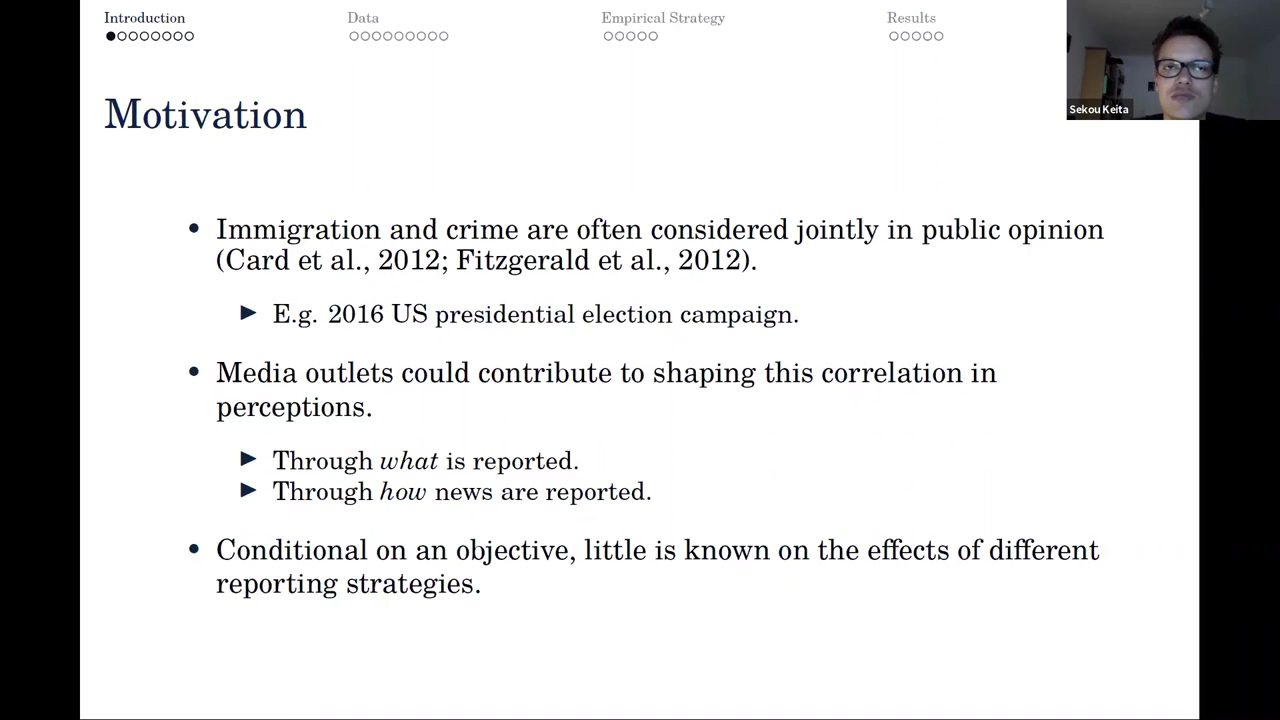 Introduction
Data
Empirical Strategy
Results
Sekou Keita
Motivation
• Immigration and crime are often considered jointly in public opinion
(Card et al., 2012; Fitzgerald et al., 2012).
► E.g. 2016 US presidential election campaign.
• Media outlets could contribute to shaping this correlation in
perceptions.
► Through what is reported.
► Through how news are reported.
• Conditional on an objective, little is known on the effects of different
reporting strategies.